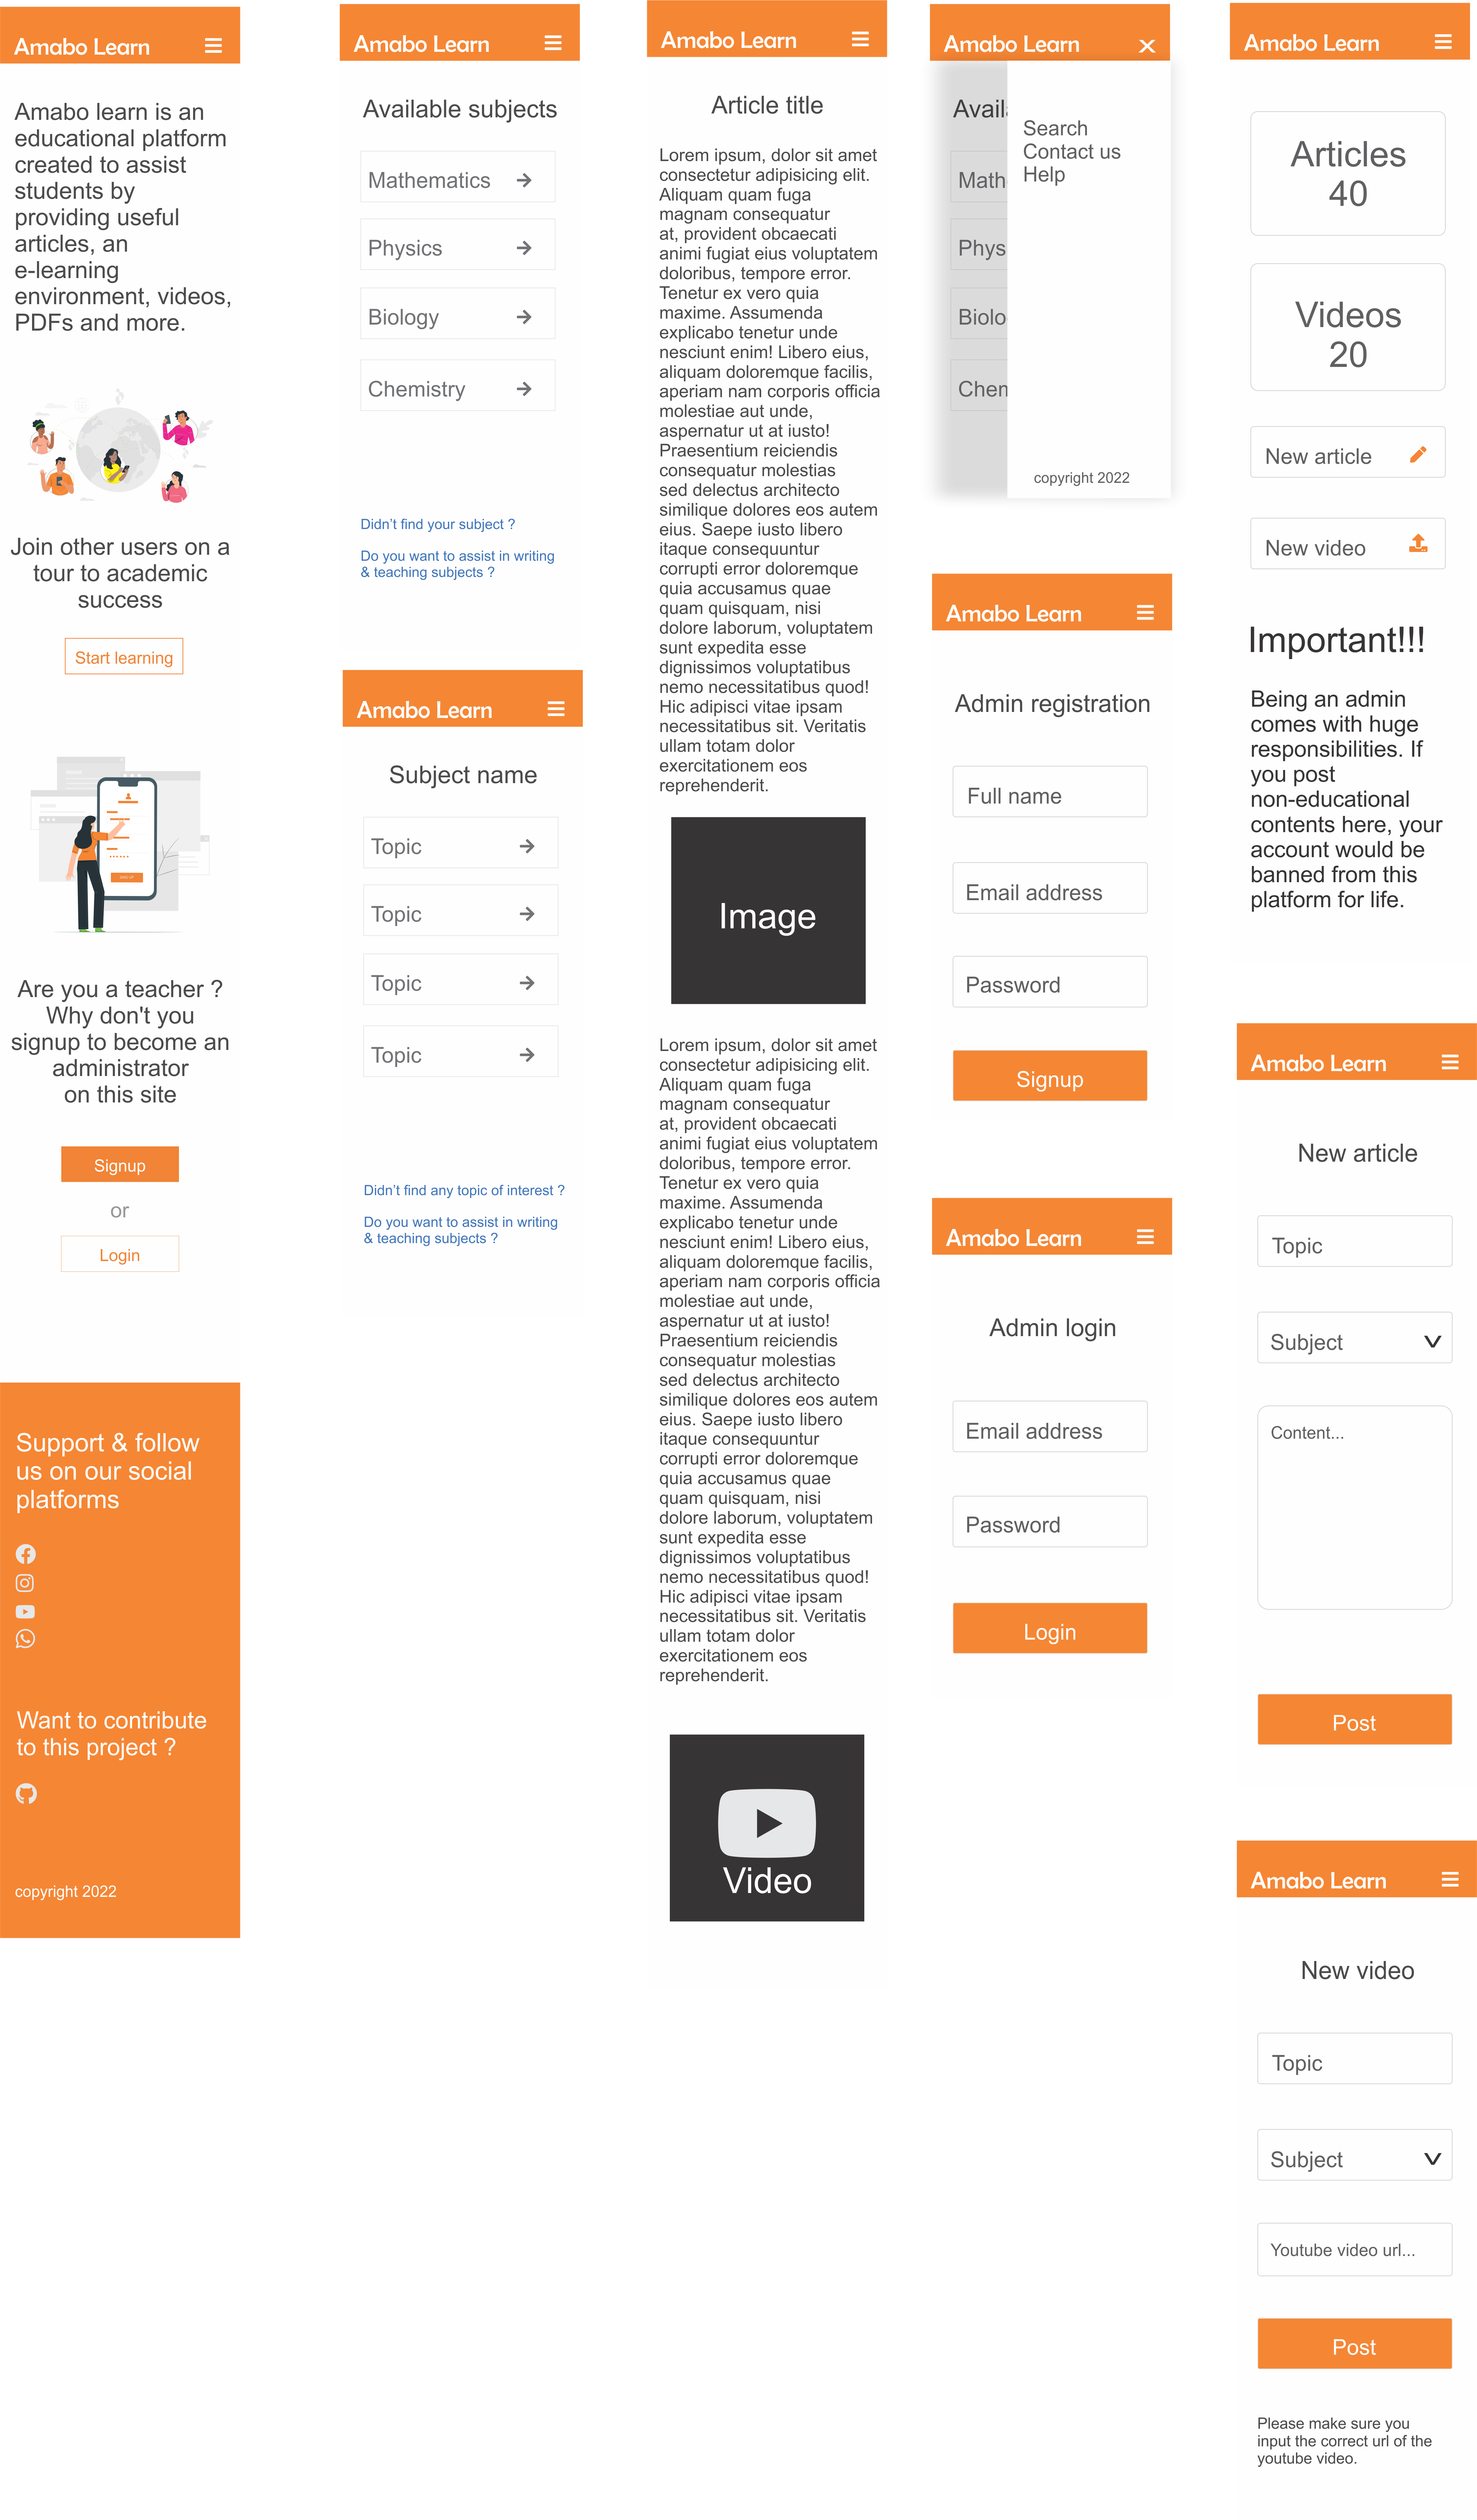 Amabo Learn
Amabo learn is an
educational platform
created to assist
students by
providing useful
articles, an
e-learning
environment, videos,
PDFs and more.
Join other users on a
tour to academic
success
Start learning
Are you a teacher ?
Why don't you
signup to become an
administrator
on this site
Signup
or
Login
Support & follow
us on our social
platforms
Want to contribute
to this project ?
copyright 2022
Amabo Learn
Available subjects
Mathematics
Physics
Biology
Chemistry
Didn't find your subject ?
Do you want to assist in writing
& teaching subjects ?
Amabo Learn
Subject name
Topic
Topic
Topic
Topic
Didn't find any topic of interest ?
Do you want to assist in writing
& teaching subjects ?
Amabo Learn
Article title
Lorem ipsum, dolor sit amet
consectetur adipisicing elit.
Aliquam quam fuga
magnam consequatur
at, provident obcaecati
animi fugiat eius voluptatem
doloribus, tempore error.
Tenetur ex vero quia
maxime. Assumenda
explicabo tenetur unde
nesciunt enim! Libero eius,
aliquam doloremque facilis,
aperiam nam corporis officia
molestiae aut unde,
aspernatur ut at iusto!
Praesentium reiciendis
consequatur molestias
sed delectus architecto
similique dolores eos autem
eius. Saepe iusto libero
itaque consequuntur
corrupti error doloremque
quia accusamus quae
quam quisquam, nisi
dolore laborum, voluptatem
sunt expedita esse
dignissimos voluptatibus
nemo necessitatibus quod!
Hic adipisci vitae ipsam
necessitatibus sit. Veritatis
ullam totam dolor
exercitationem eos
reprehenderit.
Image
Lorem ipsum, dolor sit amet
consectetur adipisicing elit.
Aliquam quam fuga
magnam consequatur
at, provident obcaecati
animi fugiat eius voluptatem
doloribus, tempore error.
Tenetur ex vero quia
maxime. Assumenda
explicabo tenetur unde
nesciunt enim! Libero eius,
aliquam doloremque facilis,
aperiam nam corporis officia
molestiae aut unde,
aspernatur ut at iusto!
Praesentium reiciendis
consequatur molestias
sed delectus architecto
similique dolores eos autem
eius. Saepe iusto libero
itaque consequuntur
corrupti error doloremque
quia accusamus quae
quam quisquam, nisi
dolore laborum, voluptatem
sunt expedita esse
dignissimos voluptatibus
nemo necessitatibus quod!
Hic adipisci vitae ipsam
necessitatibus sit. Veritatis
ullam totam dolor
exercitationem eos
reprehenderit.
Video
Amabo Learn
Avail
Math
Phys
Biolo
Chem
Search
Contact us
Help
copyright 2022
Amabo Learn
Admin registration
Full name
Email address
Password
Signup
Amabo Learn
Admin login
Email address
Password
Login
Amabo Learn
Articles
40
Videos
20
New article
New video
Important!!!
Being an admin
comes with huge
responsibilities. If
you post
non-educational
contents here, your
account would be
banned from this
platform for life.
Amabo Learn
New article
Topic
Subject
Content...
Post
Amabo Learn
New video
Topic
Subject
Youtube video url...
Post
Please make sure you
input the correct url of the
youtube video.